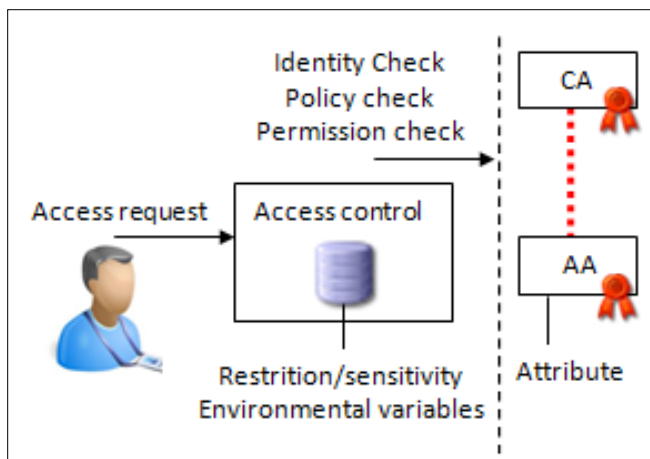 Identity Check
Policy check
Permission check
CA
Access request
Access control
AA
Restrition/sensitivity
Environmental variables
Attribute